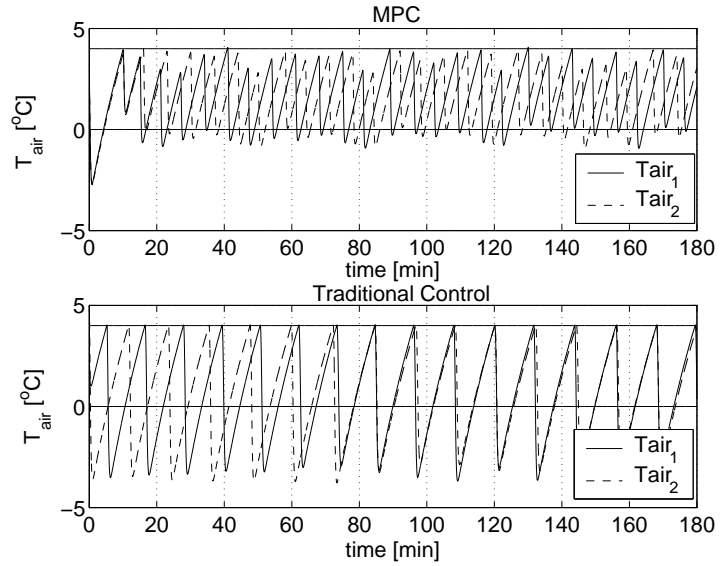 MPC
5
0
−5
T_air [°C]
0 20 40 60 80 100 120 140 160 180
time [min]
Tair_1
Tair_2
Traditional Control
5
0
−5
T_air [°C]
0 20 40 60 80 100 120 140 160 180
time [min]
Tair_1
Tair_2